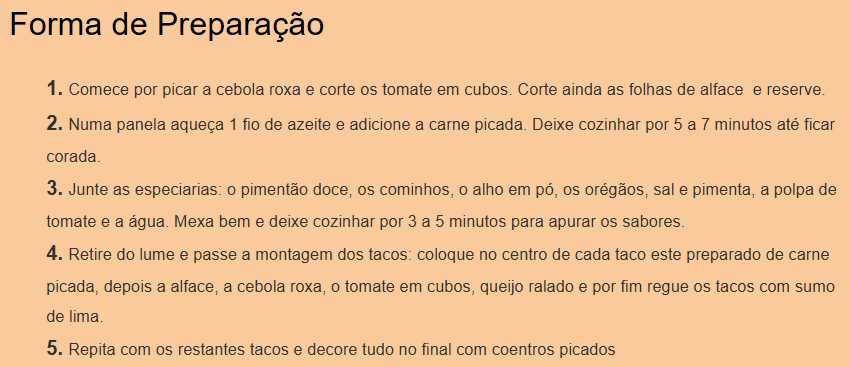 Forma de Preparação
1. Comece por picar a cebola roxa e corte os tomate em cubos. Corte ainda as folhas de alface  e reserve.
2. Numa panela aqueça 1 fio de azeite e adicione a carne picada. Deixe cozinhar por 5 a 7 minutos até ficar
corada.
3. Junte as especiarias: o pimentão doce, os cominhos, o alho em pó, os orégãos, sal e pimenta, a polpa de
tomate e a água. Mexa bem e deixe cozinhar por 3 a 5 minutos para apurar os sabores.
4. Retire do lume e passe a montagem dos tacos: coloque no centro de cada taco este preparado de carne
picada, depois a alface, a cebola roxa, o tomate em cubos, queijo ralado e por fim regue os tacos com sumo
de lima.
5. Repita com os restantes tacos e decore tudo no final com coentros picados